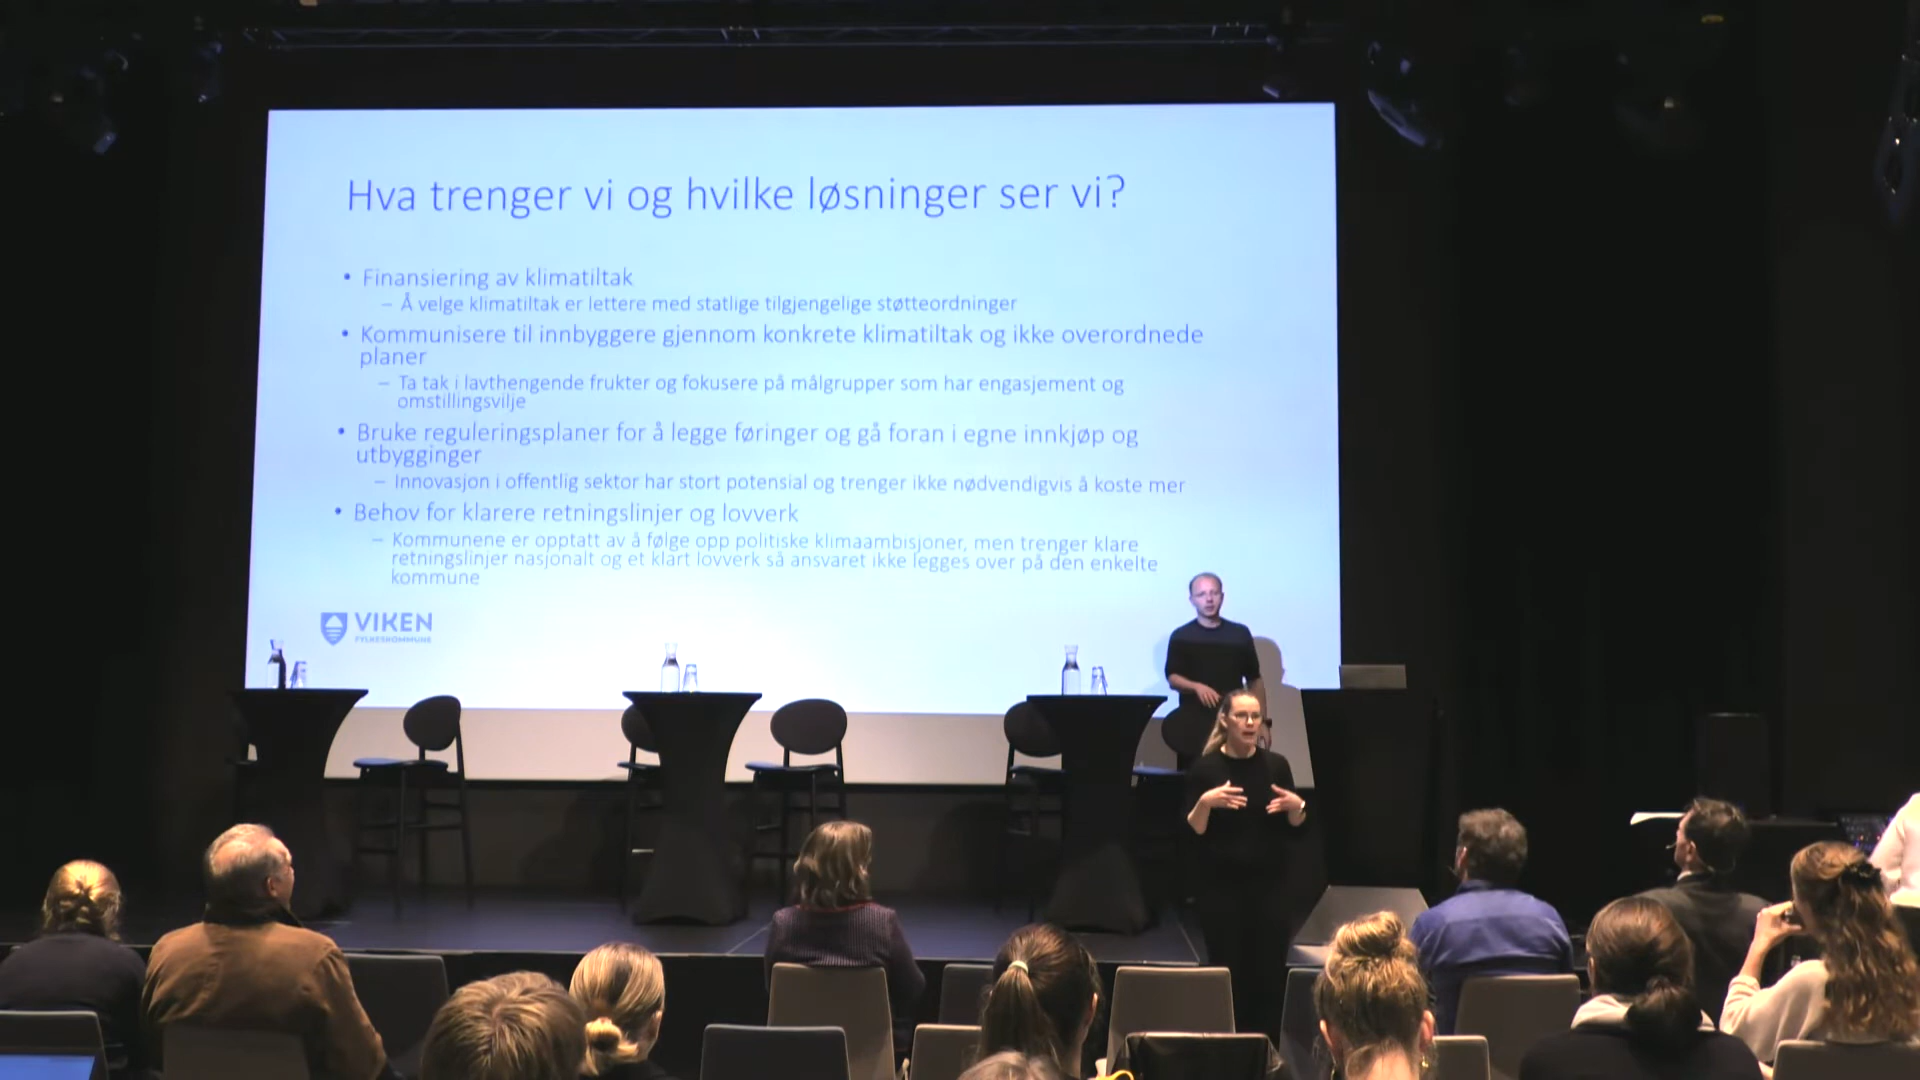 Hva trenger vi og hvilke løsninger ser vi?
• Finansiering av klimatiltak
– Å velge klimatiltak er lettere med statlige tilgjengelige støtteordninger
• Kommunisere til innbyggere gjennom konkrete klimatiltak og ikke overordnede
planer
– Ta tak i lavthengende frukter og fokusere på målgrupper som har engasjement og
omstillingsvilje
• Bruke reguleringsplaner for å legge føringer og gå foran i egne innkjøp og
utbygginger
– Innovasjon i offentlig sektor har stort potensial og trenger ikke nødvendigvis å koste mer
• Behov for klarere retningslinjer og lovverk
– Kommunene er opptatt av å følge opp politiske klimaambisjoner, men trenger klare
retningslinjer nasjonalt og et klart lovverk så ansvaret ikke legges over på den enkelte
kommune
VIKEN
FYLKESKOMMUNE